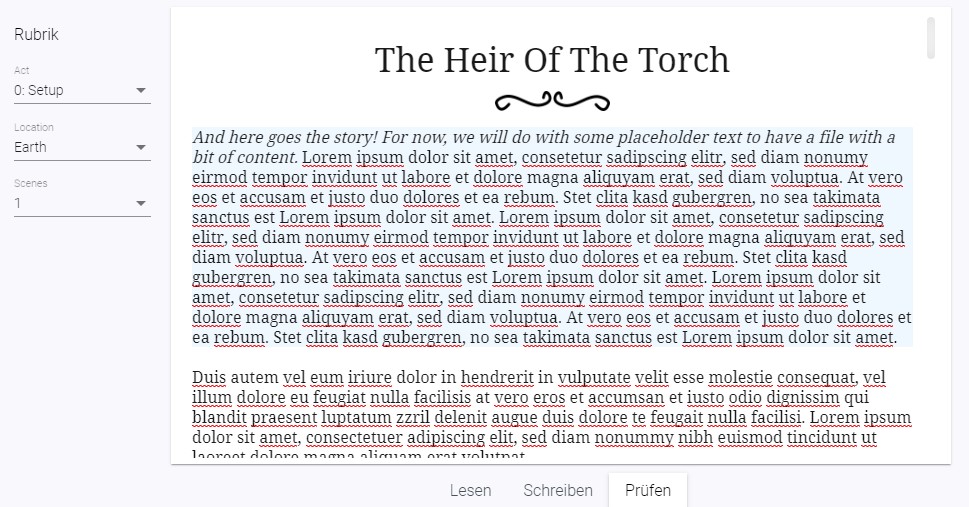 Rubrik
Act
0: Setup
Location
Earth
Scenes
1
The Heir Of The Torch
And here goes the story! For now, we will do with some placeholder text to have a file with a
bit of content. Lorem ipsum dolor sit amet, consetetur sadipscing elitr, sed diam nonumy
eirmod tempor invidunt ut labore et dolore magna aliquyam erat, sed diam voluptua. At vero
eos et accusam et justo duo dolores et ea rebum. Stet clita kasd gubergren, no sea takimata
sanctus est Lorem ipsum dolor sit amet. Lorem ipsum dolor sit amet, consetetur sadipscing
elitr, sed diam nonumy eirmod tempor invidunt ut labore et dolore magna aliquyam erat, sed
diam voluptua. At vero eos et accusam et justo duo dolores et ea rebum. Stet clita kasd
gubergren, no sea takimata sanctus est Lorem ipsum dolor sit amet. Lorem ipsum dolor sit
amet, consetetur sadipscing elitr, sed diam nonumy eirmod tempor invidunt ut labore et
dolore magna aliquyam erat, sed diam voluptua. At vero eos et accusam et justo duo dolores et
ea rebum. Stet clita kasd gubergren, no sea takimata sanctus est Lorem ipsum dolor sit amet.
Duis autem vel eum iriure dolor in hendrerit in vulputate velit esse molestie consequat, vel
illum dolore eu feugiat nulla facilisis at vero eros et accumsan et iusto odio dignissim qui
blandit praesent luptatum zzril delenit augue duis dolore te feugait nulla facilisi. Lorem ipsum
dolor sit amet, consectetuer adipiscing elit, sed diam nonummy nibh euismod tincidunt ut
laoreet dolore magna aliquam erat volutpat.
Lesen
Schreiben
Prüfen